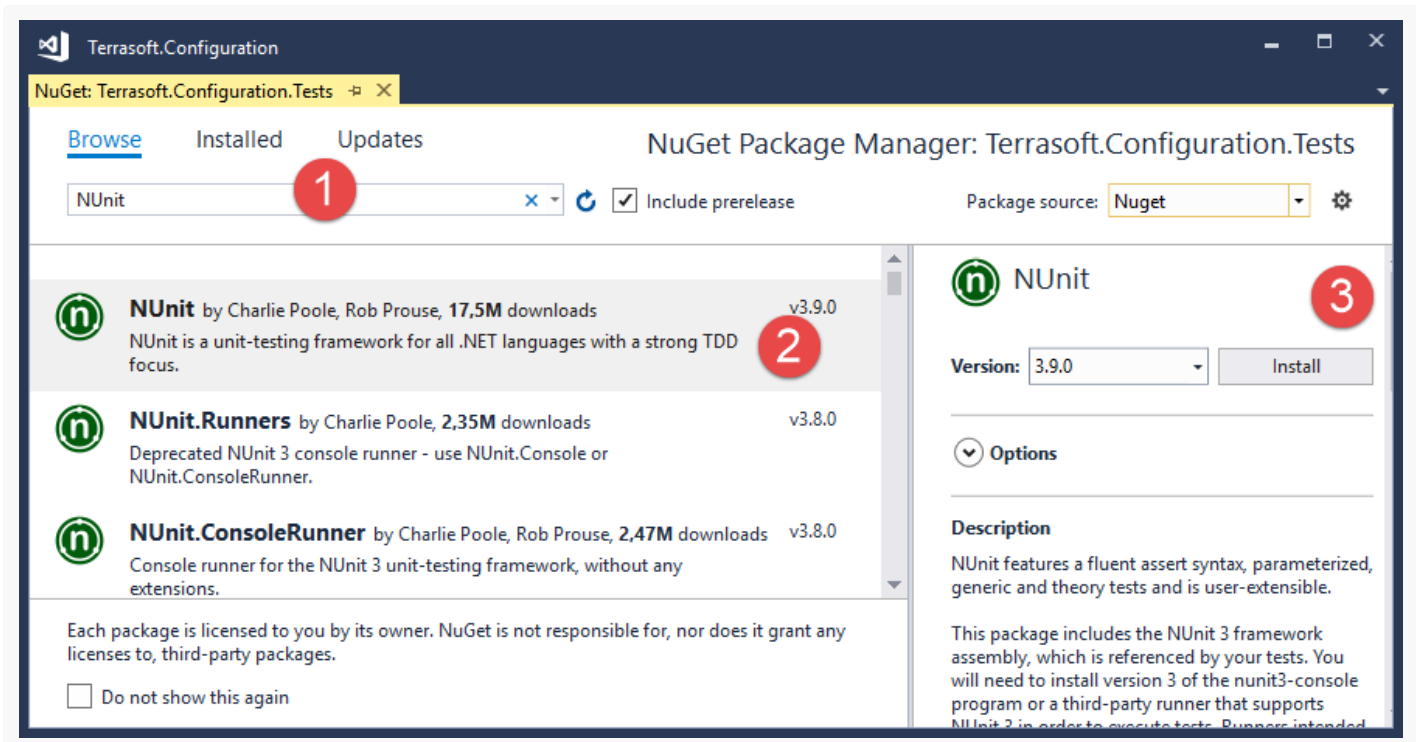 Terrasoft.Configuration
NuGet: Terrasoft.Configuration.Tests
Browse Installed Updates
NuGet Package Manager: Terrasoft.Configuration.Tests
1
NUnit
Include prerelease
Package source: Nuget
NUnit by Charlie Poole, Rob Prouse, 17,5M downloads v3.9.0
NUnit is a unit-testing framework for all .NET languages with a strong TDD
focus.
2
NUnit.Runners by Charlie Poole, 2,35M downloads v3.8.0
Deprecated NUnit 3 console runner - use NUnit.Console or
NUnit.ConsoleRunner.
NUnit.ConsoleRunner by Charlie Poole, Rob Prouse, 2,47M downloads v3.8.0
Console runner for the NUnit 3 unit-testing framework, without any
extensions.
Each package is licensed to you by its owner. NuGet is not responsible for, nor does it grant any
licenses to, third-party packages.
Do not show this again
NUnit
3
Version: 3.9.0 Install
Options
Description
NUnit features a fluent assert syntax, parameterized,
generic and theory tests and is user-extensible.
This package includes the NUnit 3 framework
assembly, which is referenced by your tests. You
will need to install version 3 of the nunit3-console
program or a third-party runner that supports
NUnit 3 in order to execute tests. Runners intended